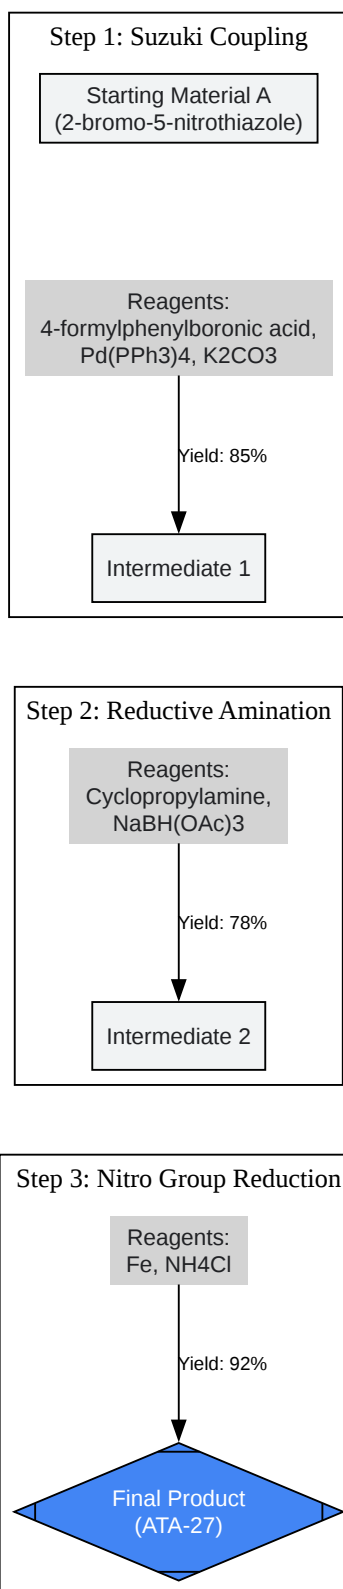 Step 1: Suzuki Coupling
Starting Material A
(2-bromo-5-nitrothiazole)
Reagents:
4-formylphenylboronic acid,
Pd(PPh3)4, K2CO3
Yield: 85%
Intermediate 1
Step 2: Reductive Amination
Reagents:
Cyclopropylamine,
NaBH(OAc)3
Yield: 78%
Intermediate 2
Step 3: Nitro Group Reduction
Reagents:
Fe, NH4Cl
Yield: 92%
Final Product
(ATA-27)